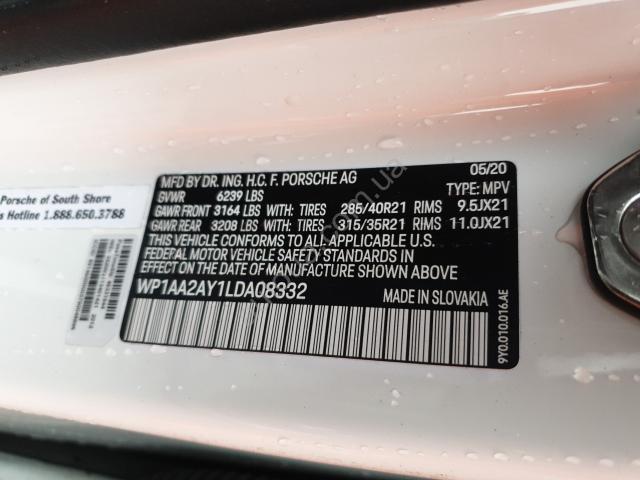 MFD BY DR. ING. H.C. F. PORSCHE AG 05/20
GVWR 6239 LBS TYPE: MPV
GAWR FRONT 3164 LBS WITH: TIRES 285/40R21 RIMS 9.5JX21
GAWR REAR 3208 LBS WITH: TIRES 315/35R21 RIMS 11.0JX21
THIS VEHICLE CONFORMS TO ALL APPLICABLE U.S.
FEDERAL MOTOR VEHICLE SAFETY STANDARDS IN
EFFECT ON THE DATE OF MANUFACTURE SHOWN ABOVE.
WP1AA2AY1LDA08332 MADE IN SLOVAKIA
9Y0.010.016.AE
Porsche of South Shore
s Hotline 1.888.650.3788